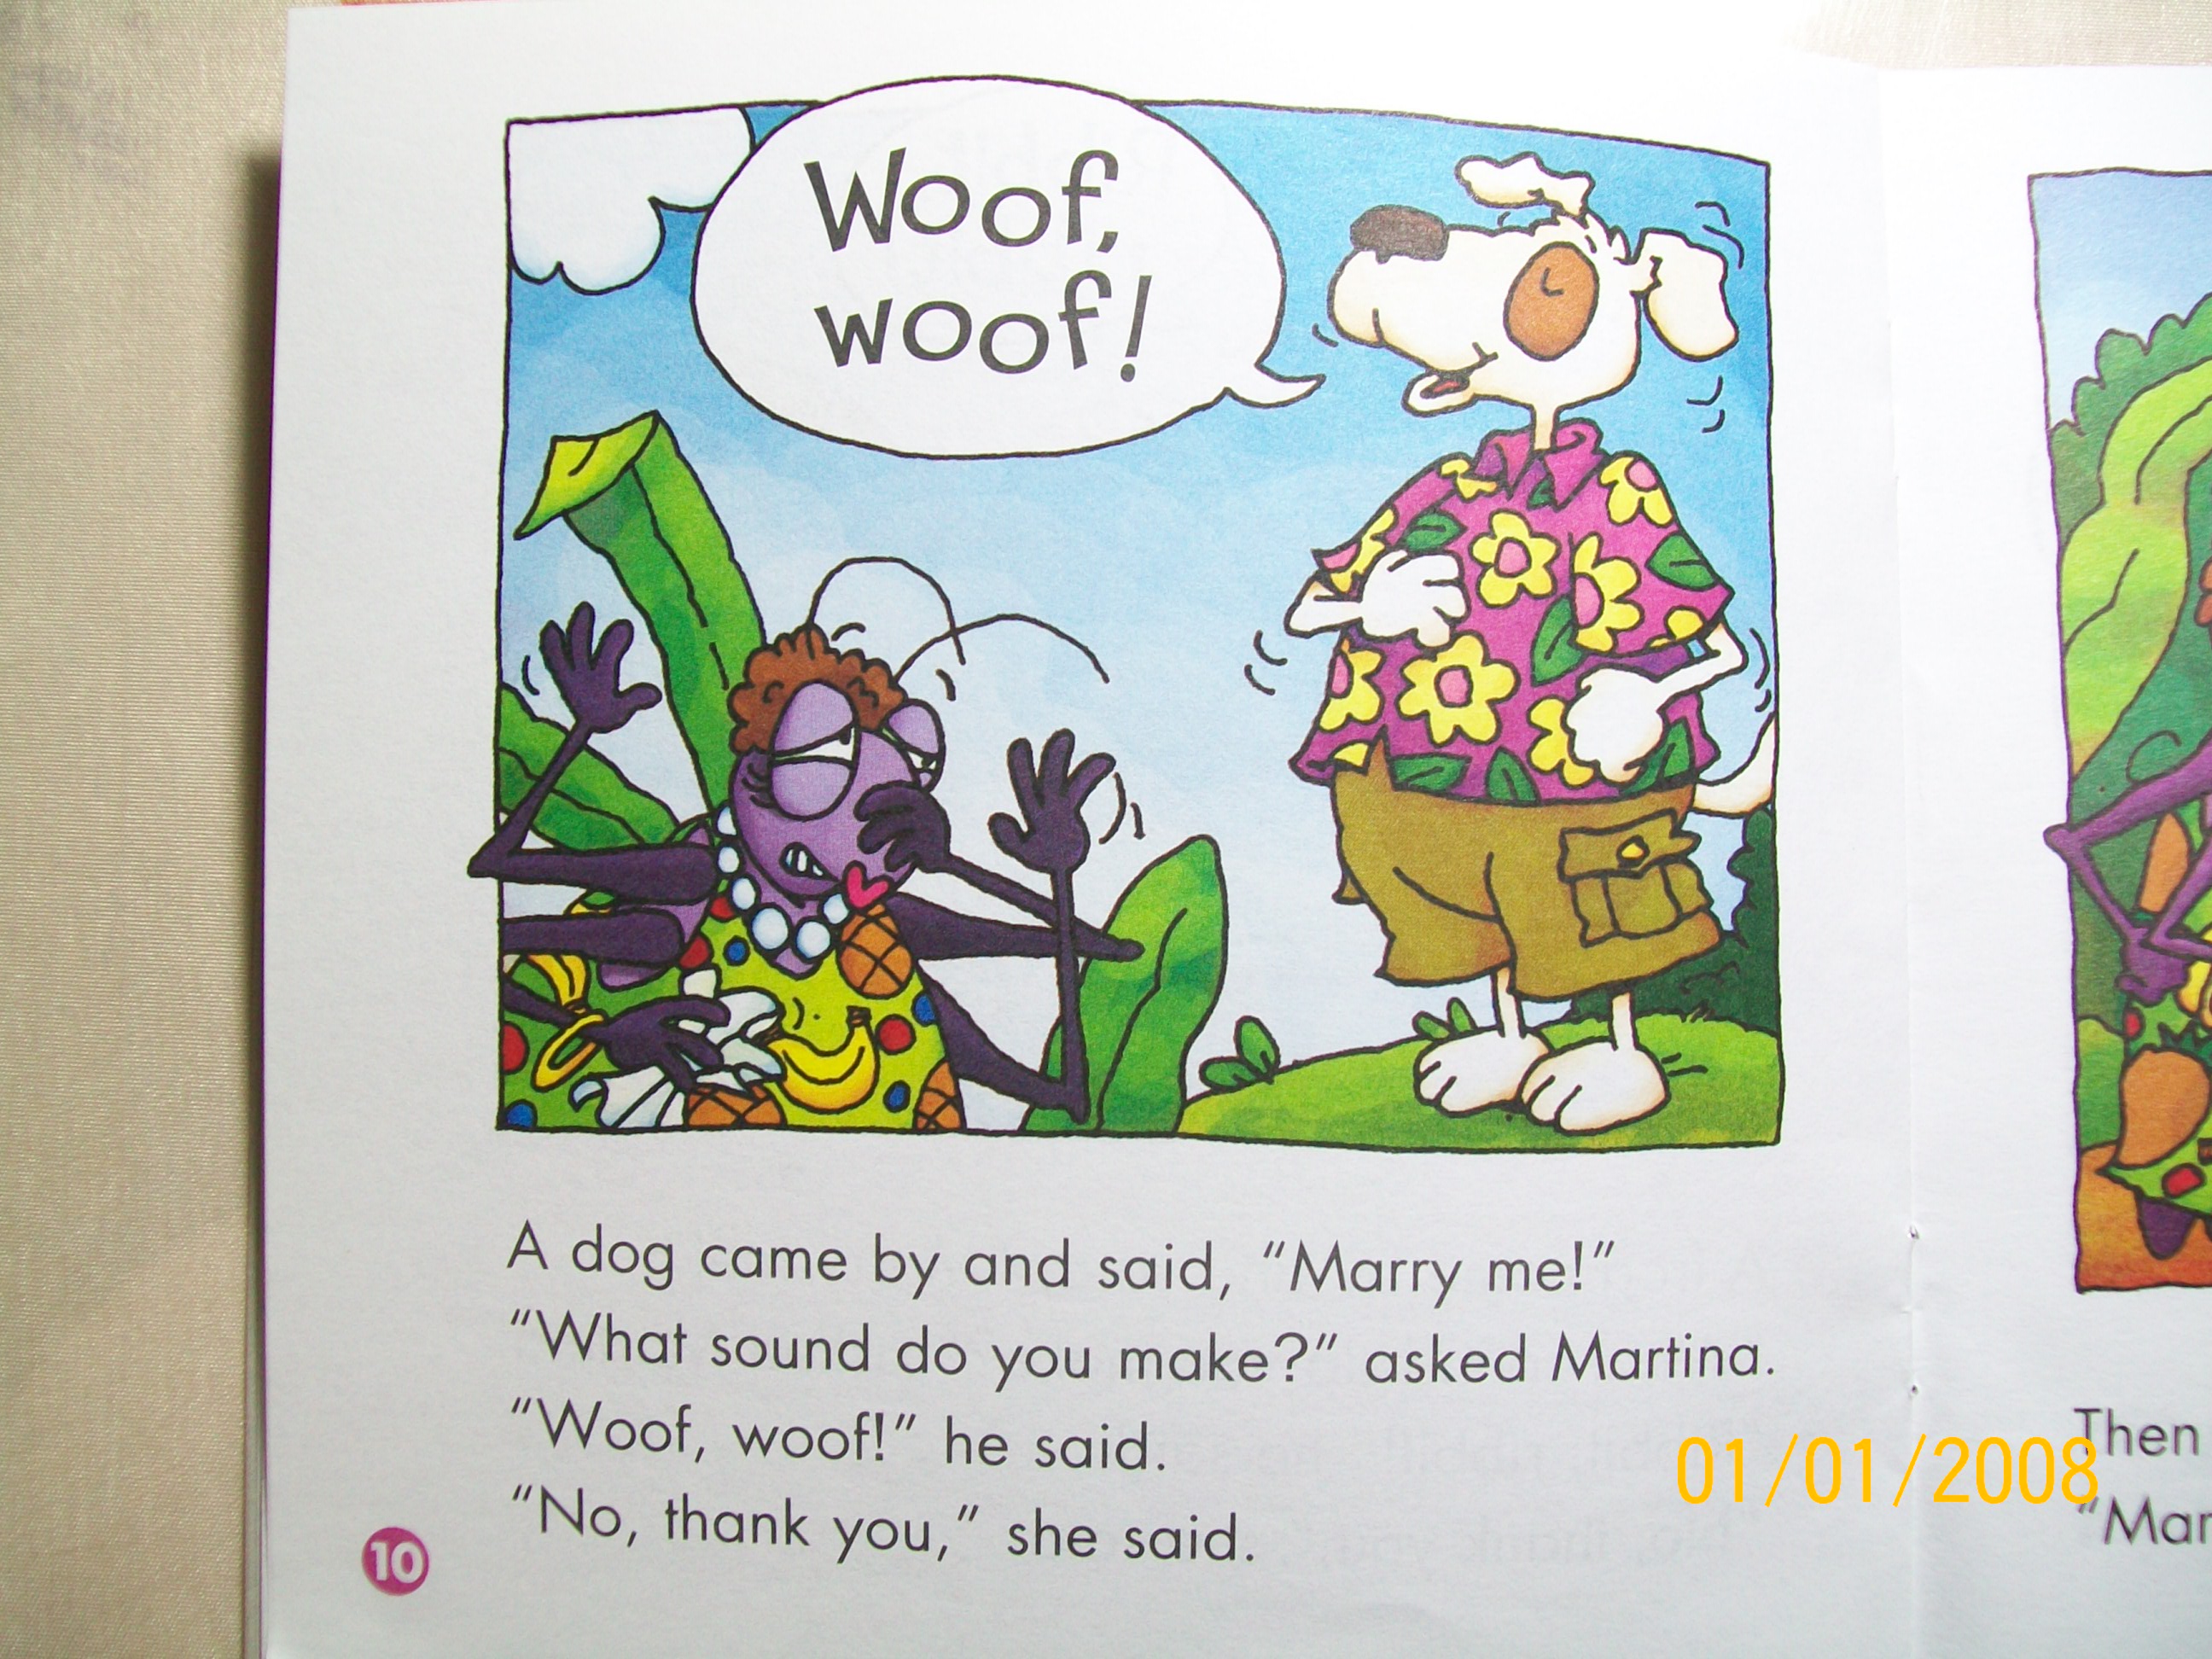 Woof,
woof!
A dog came by and said, “Marry me!”
“What sound do you make?” asked Martina.
“Woof, woof!” he said.
“No, thank you,” she said.
10
Then
“Mar
01/01/2008